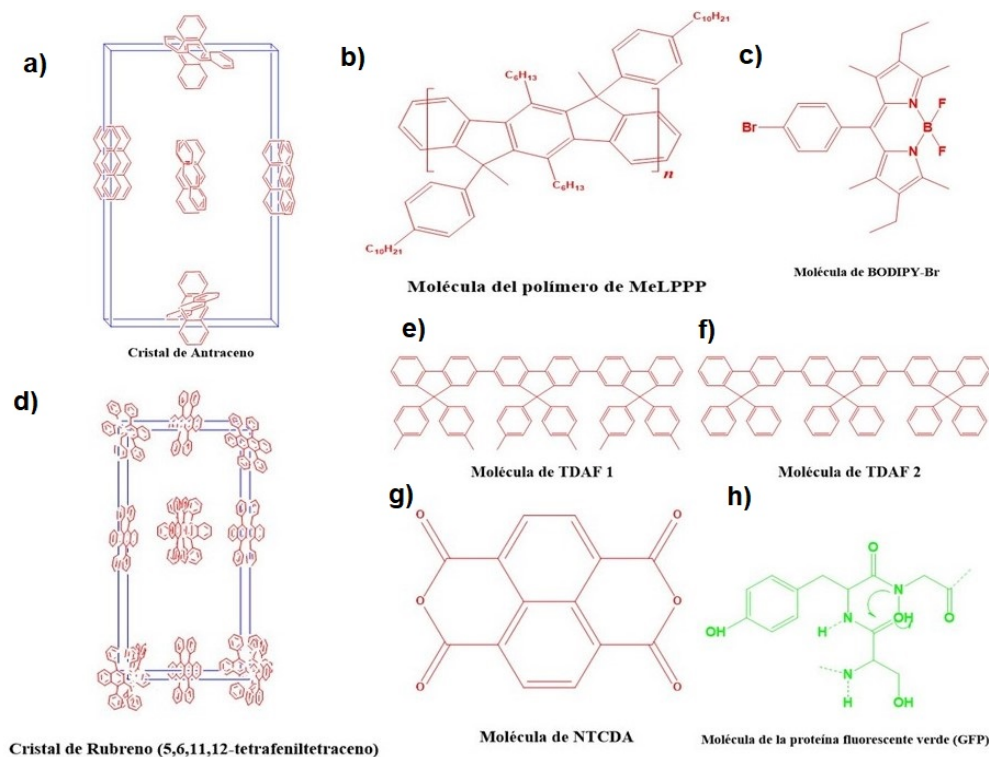 a)
Cristal de Antraceno
b)
C10H21
C6H13
n
C6H13
C10H21
Molécula del polímero de MeLPPP
c)
Br
N
F
B
F
N
Molécula de BODIPY-Br
d)
Cristal de Rubreno (5,6,11,12-tetrafeniltetraceno)
e)
Molécula de TDAF 1
f)
Molécula de TDAF 2
g)
O
O
O
O
O
O
Molécula de NTCDA
h)
O
N
OH
N
OH
O
H
N
H
OH
Molécula de la proteína fluorescente verde (GFP)